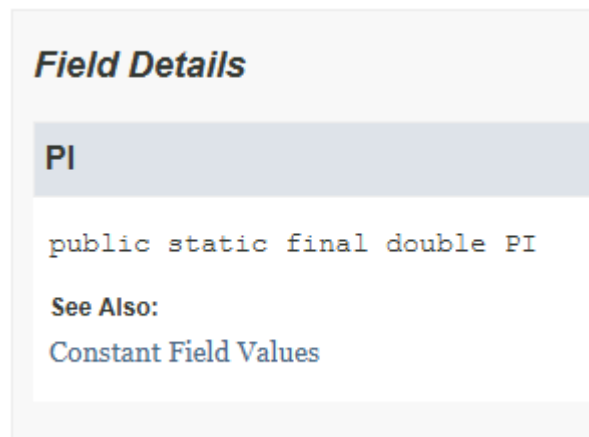 Field Details
PI
public static final double PI
See Also:
Constant Field Values